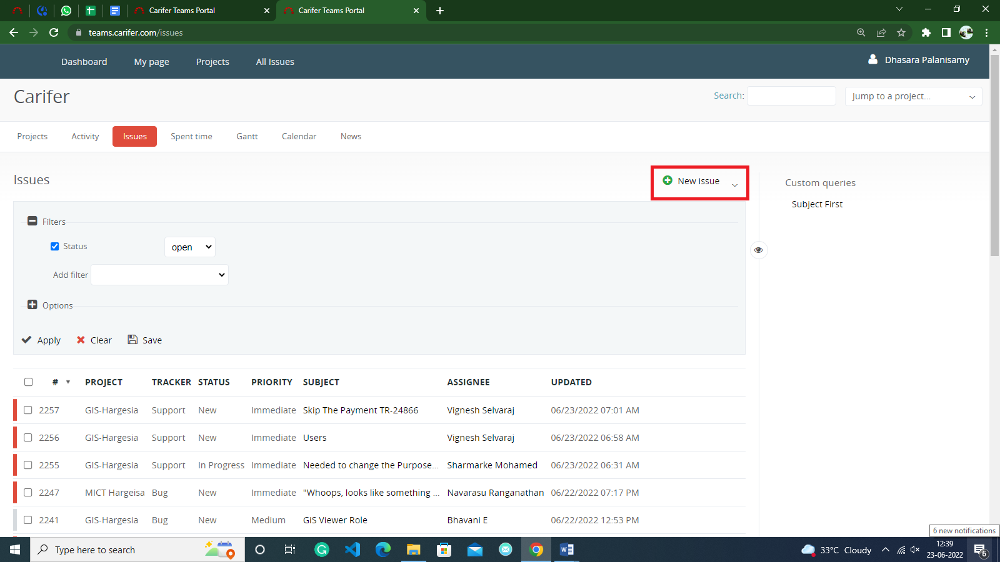 Carifer Teams Portal
Carifer Teams Portal
teams.carifer.com/issues
Dashboard My page Projects All Issues Dhasara Palanisamy
Carifer
Search: Jump to a project...
Projects Activity Issues Spent time Gantt Calendar News
Issues
New issue
Custom queries
Subject First
Filters
Status open
Add filter
Options
Apply Clear Save
# PROJECT TRACKER STATUS PRIORITY SUBJECT ASSIGNEE UPDATED
2257 GIS-Hargesia Support New Immediate Skip The Payment TR-24866 Vignesh Selvaraj 06/23/2022 07:01 AM
2256 GIS-Hargesia Support New Immediate Users Vignesh Selvaraj 06/23/2022 06:58 AM
2255 GIS-Hargesia Support In Progress Immediate Needed to change the Purpose... Sharmarke Mohamed 06/23/2022 06:31 AM
2247 MICT Hargeisa Bug New Immediate "Whoops, looks like something ... Navarasu Ranganathan 06/22/2022 07:17 PM
2241 GIS-Hargesia Bug New Medium GiS Viewer Role Bhavani E 06/22/2022 12:53 PM
6 new notifications
Type here to search
33°C Cloudy
12:39
23-06-2022
6